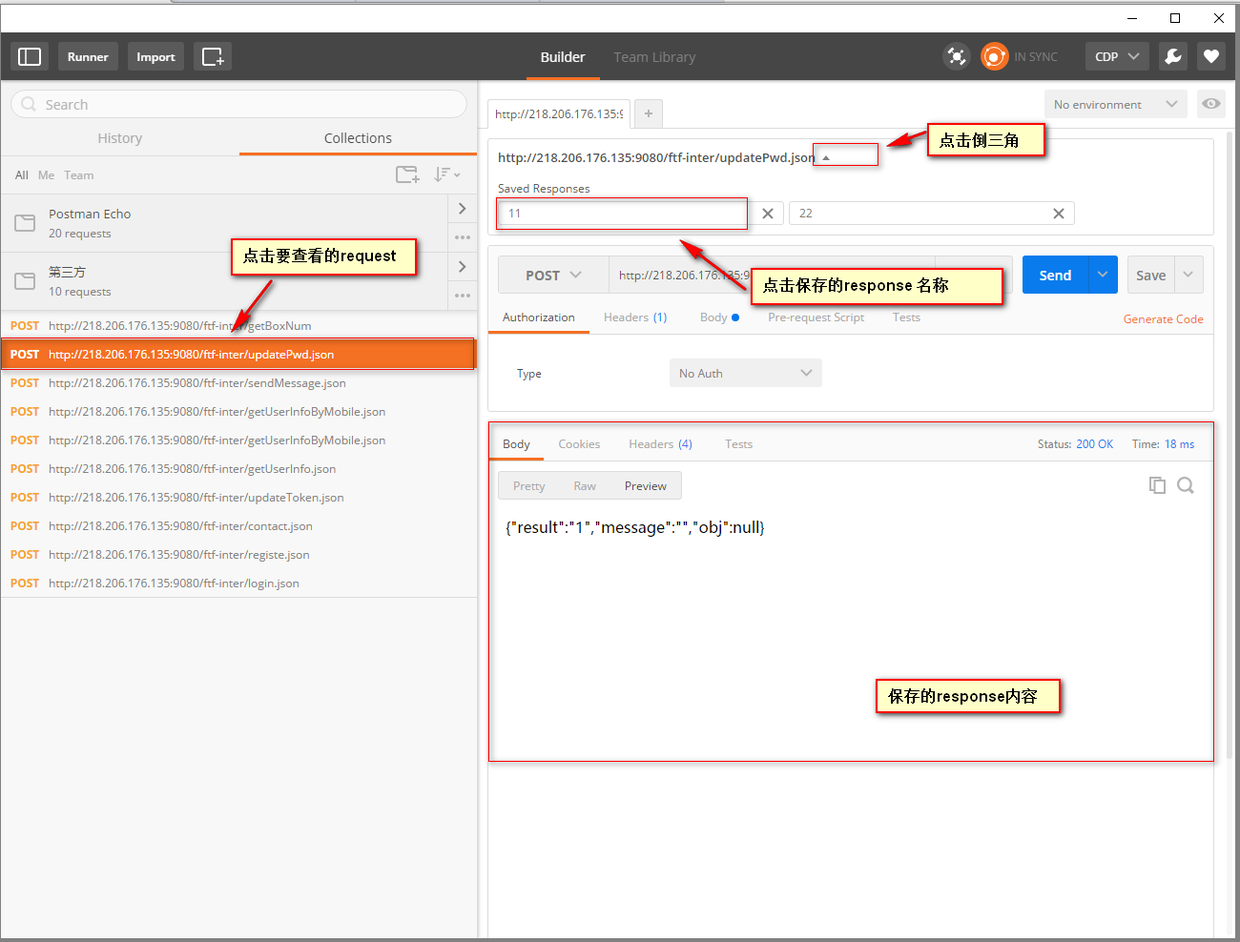 Runner
Import
Builder
Team Library
IN SYNC
CDP
Search
History
Collections
All Me Team
Postman Echo
20 requests
第三方
10 requests
点击要查看的request
POST http://218.206.176.135:9080/ftf-inter/getBoxNum
POST http://218.206.176.135:9080/ftf-inter/updatePwd.json
POST http://218.206.176.135:9080/ftf-inter/sendMessage.json
POST http://218.206.176.135:9080/ftf-inter/getUserInfoByMobile.json
POST http://218.206.176.135:9080/ftf-inter/getUserInfoByMobile.json
POST http://218.206.176.135:9080/ftf-inter/getUserInfo.json
POST http://218.206.176.135:9080/ftf-inter/updateToken.json
POST http://218.206.176.135:9080/ftf-inter/contact.json
POST http://218.206.176.135:9080/ftf-inter/registe.json
POST http://218.206.176.135:9080/ftf-inter/login.json
http://218.206.176.135:9
No environment
http://218.206.176.135:9080/ftf-inter/updatePwd.json
点击倒三角
Saved Responses
11
22
POST
http://218.206.176.135:9
点击保存的response 名称
Send
Save
Authorization
Headers (1)
Body
Pre-request Script
Tests
Generate Code
Type
No Auth
Body
Cookies
Headers (4)
Tests
Status: 200 OK
Time: 18 ms
Pretty
Raw
Preview
{"result":"1","message":"","obj":null}
保存的response内容